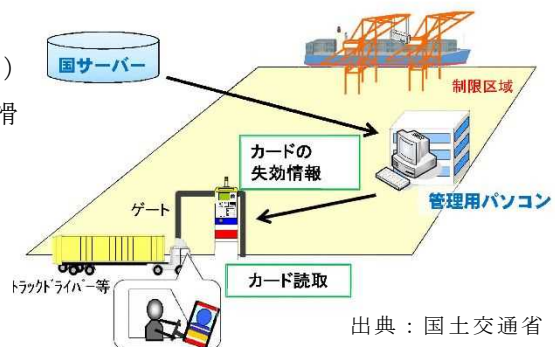 )
滑
国サーバー
制限区域
カードの
失効情報
管理用パソコン
ゲート
カード読取
トラックドライバー等
出典：国土交通省